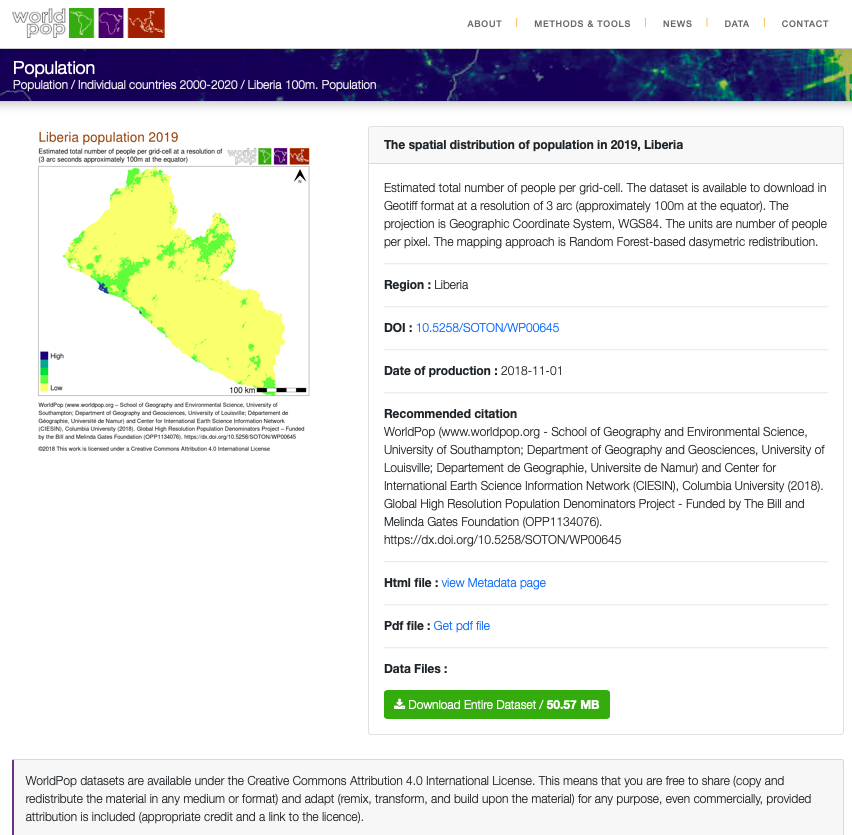 world pop
ABOUT METHODS & TOOLS NEWS DATA CONTACT
Population
Population / Individual countries 2000-2020 / Liberia 100m. Population
Liberia population 2019
Estimated total number of people per grid-cell at a resolution of
(3 arc seconds approximately 100m at the equator)
world pop
N
High
Low
100 km
WorldPop (www.worldpop.org – School of Geography and Environmental Science, University of
Southampton; Department of Geography and Geosciences, University of Louisville; Département de
Géographie, Université de Namur) and Center for International Earth Science Information Network
(CIESIN), Columbia University (2018). Global High Resolution Population Denominators Project – Funded
by the Bill and Melinda Gates Foundation (OPP1134076). https://dx.doi.org/10.5258/SOTON/WP00645
©2018 This work is licensed under a Creative Commons Attribution 4.0 International License
The spatial distribution of population in 2019, Liberia
Estimated total number of people per grid-cell. The dataset is available to download in
Geotiff format at a resolution of 3 arc (approximately 100m at the equator). The
projection is Geographic Coordinate System, WGS84. The units are number of people
per pixel. The mapping approach is Random Forest-based dasymetric redistribution.
Region : Liberia
DOI : 10.5258/SOTON/WP00645
Date of production : 2018-11-01
Recommended citation
WorldPop (www.worldpop.org - School of Geography and Environmental Science,
University of Southampton; Department of Geography and Geosciences, University of
Louisville; Departement de Geographie, Universite de Namur) and Center for
International Earth Science Information Network (CIESIN), Columbia University (2018).
Global High Resolution Population Denominators Project - Funded by The Bill and
Melinda Gates Foundation (OPP1134076).
https://dx.doi.org/10.5258/SOTON/WP00645
Html file : view Metadata page
Pdf file : Get pdf file
Data Files :
Download Entire Dataset / 50.57 MB
WorldPop datasets are available under the Creative Commons Attribution 4.0 International License. This means that you are free to share (copy and
redistribute the material in any medium or format) and adapt (remix, transform, and build upon the material) for any purpose, even commercially, provided
attribution is included (appropriate credit and a link to the licence).